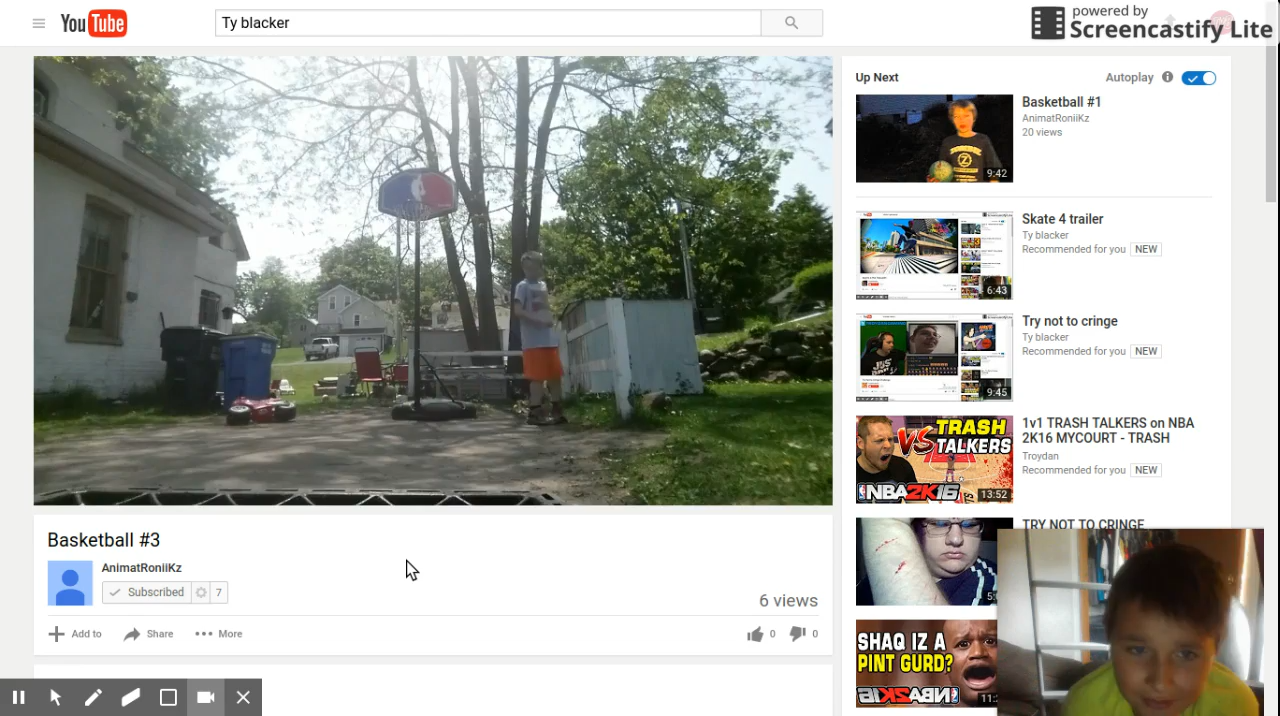 YouTube
Ty blacker
powered by
Screencastify Lite
Up Next
Autoplay
Basketball #1
AnimatRoniiKz
20 views
9:42
Skate 4 trailer
Ty blacker
Recommended for you NEW
6:43
Try not to cringe
Ty blacker
Recommended for you NEW
9:45
1v1 TRASH TALKERS on NBA
2K16 MYCOURT - TRASH
Troydan
Recommended for you NEW
TRASH
VS TALKERS
NBA2K16
13:52
TRY NOT TO CRINGE
SHAQ IZ A
PINT GURD?
NBA2K16
11:
Basketball #3
AnimatRoniiKz
Subscribed 7
6 views
Add to Share More
0 0